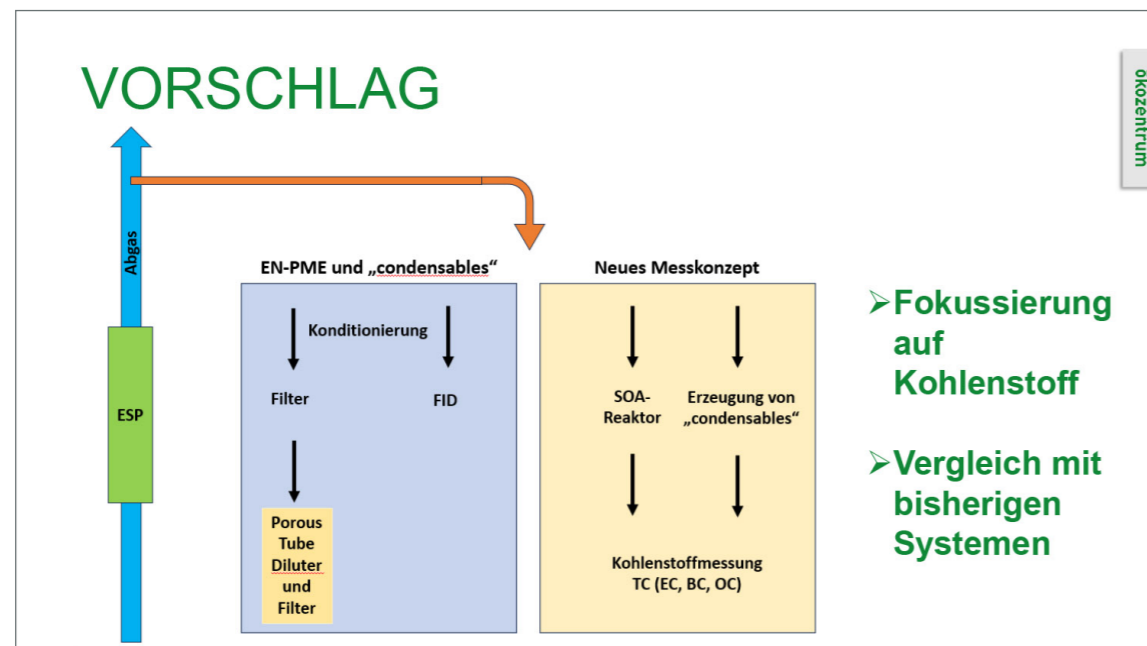 VORSCHLAG
ökozentrum
Abgas
ESP
EN-PME und „condensables“
Konditionierung
Filter
FID
Porous
Tube
Diluter
und
Filter
Neues Messkonzept
SOA-
Reaktor
Erzeugung von
„condensables“
Kohlenstoffmessung
TC (EC, BC, OC)
➢Fokussierung
auf
Kohlenstoff
➢Vergleich mit
bisherigen
Systemen